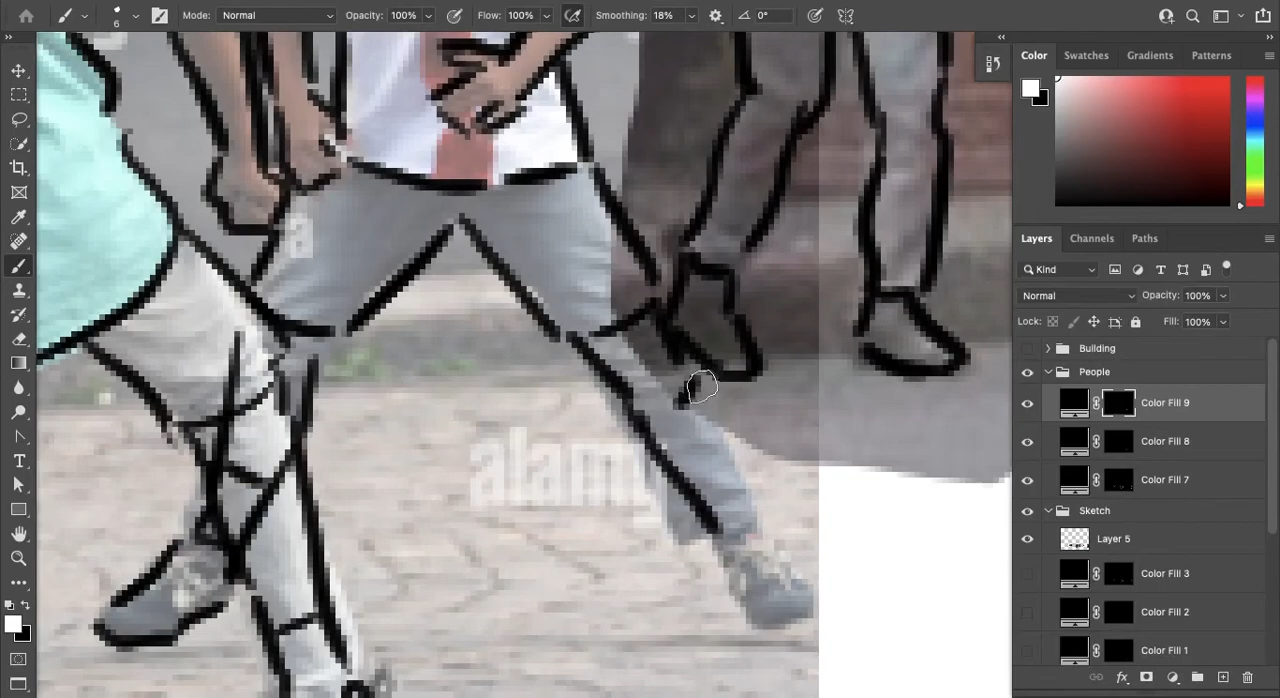 6
Mode: Normal
Opacity: 100%
Flow: 100%
Smoothing: 18%
0°
Color
Swatches
Gradients
Patterns
Layers
Channels
Paths
Kind
Normal
Opacity: 100%
Lock:
Fill: 100%
Building
People
Color Fill 9
Color Fill 8
Color Fill 7
Sketch
Layer 5
Color Fill 3
Color Fill 2
Color Fill 1
a
alamy